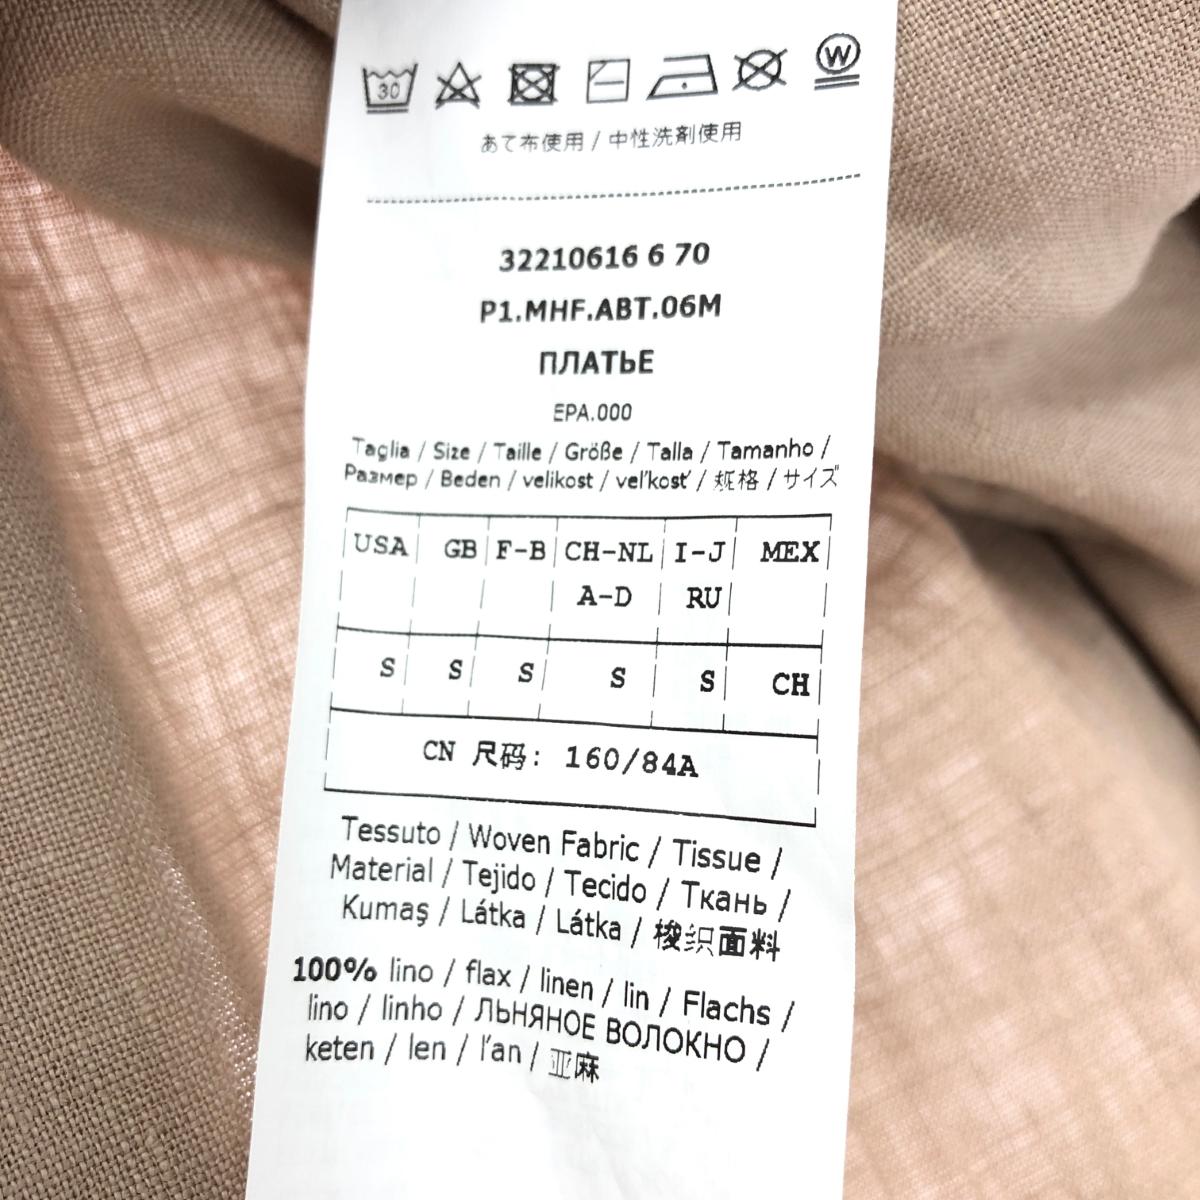 30 W
あて布使用 / 中性洗剤使用
32210616 6 70
P1.MHF.ABT.06M
ПЛАТЬЕ
EPA.000
Taglia / Size / Taille / Größe / Talla / Tamanho /
Размер / Beden / velikost / veľkosť / 规格 / サイズ
USA GB F-B CH-NL I-J MEX
A-D RU
S S S S S CH
CN 尺码: 160/84A
Tessuto / Woven Fabric / Tissue /
Material / Tejido / Tecido / Ткань /
Kumaş / Látka / Látka / 梭织面料
100% lino / flax / linen / lin / Flachs /
lino / linho / ЛЬНЯНОЕ ВОЛОКНО /
keten / len / ľan / 亚麻